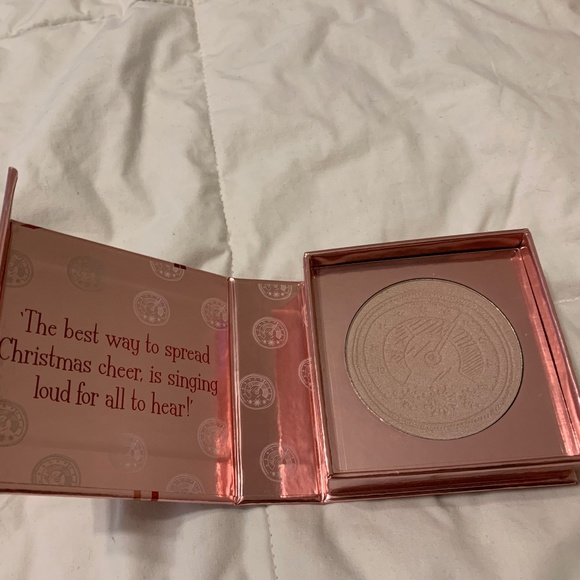 'The best way to spread
Christmas cheer, is singing
loud for all to hear!'